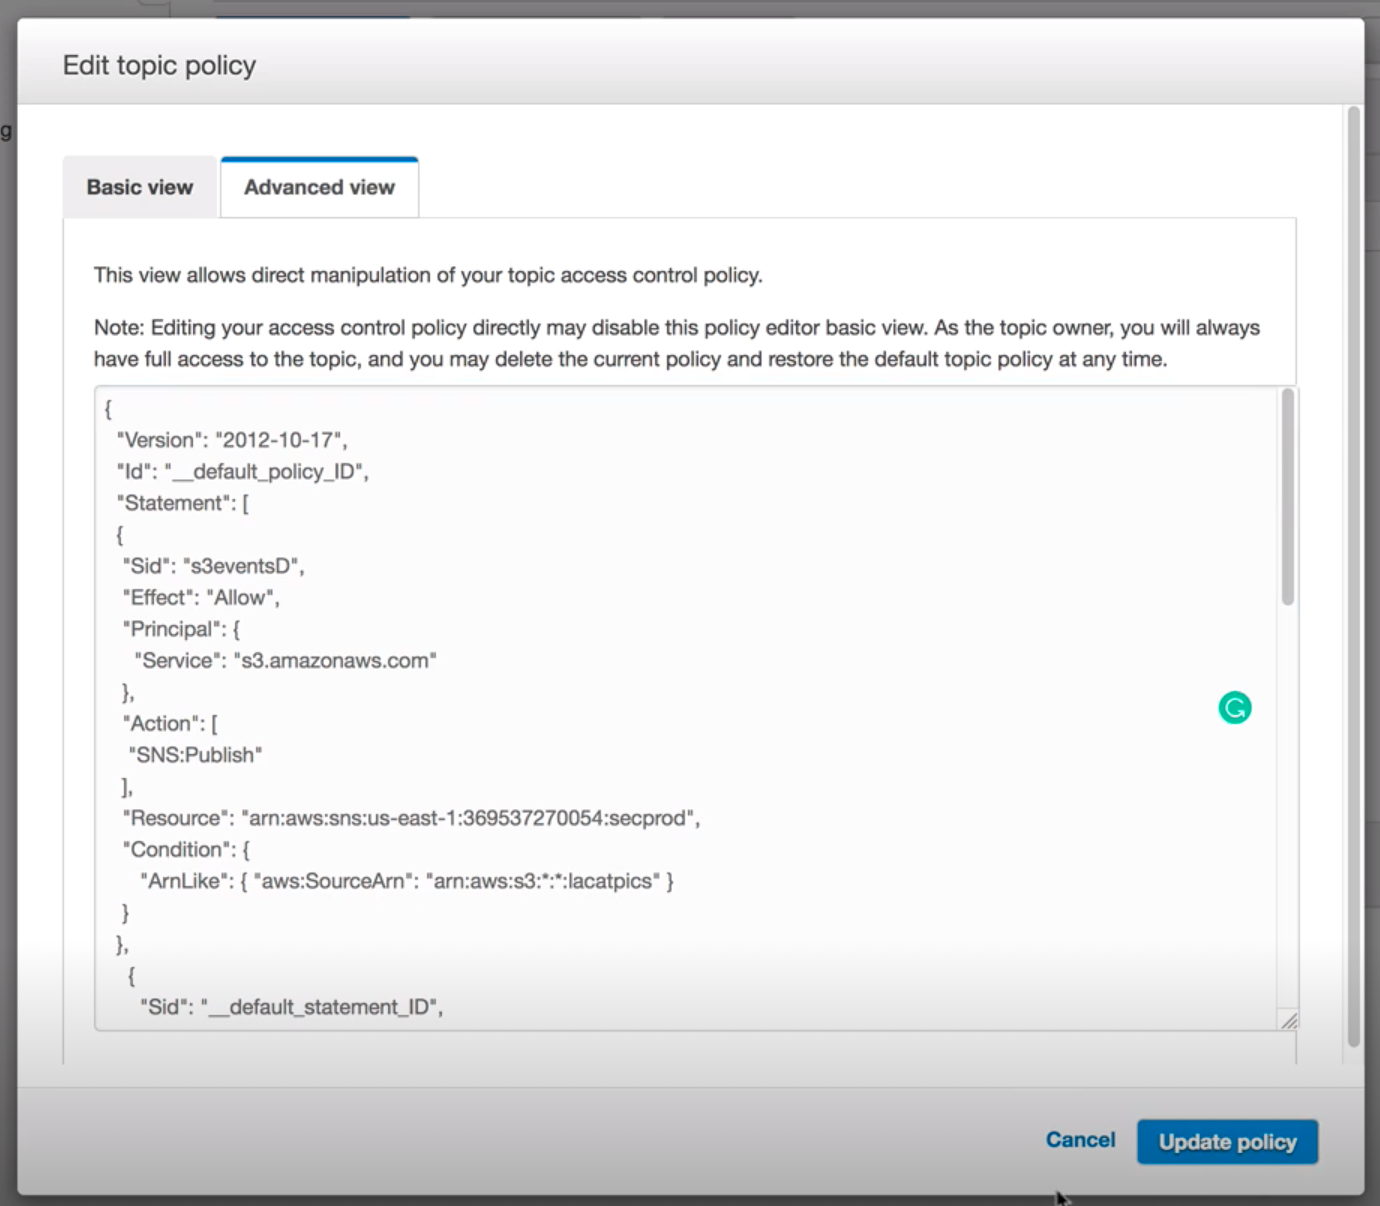 Edit topic policy
g
Basic view
Advanced view
This view allows direct manipulation of your topic access control policy.
Note: Editing your access control policy directly may disable this policy editor basic view. As the topic owner, you will always
have full access to the topic, and you may delete the current policy and restore the default topic policy at any time.
{
"Version": "2012-10-17",
"Id": "__default_policy_ID",
"Statement": [
{
"Sid": "s3eventsD",
"Effect": "Allow",
"Principal": {
"Service": "s3.amazonaws.com"
},
"Action": [
"SNS:Publish"
],
"Resource": "arn:aws:sns:us-east-1:369537270054:secprod",
"Condition": {
"ArnLike": { "aws:SourceArn": "arn:aws:s3:*:*:lacatpics" }
}
},
{
"Sid": "__default_statement_ID",
Cancel
Update policy